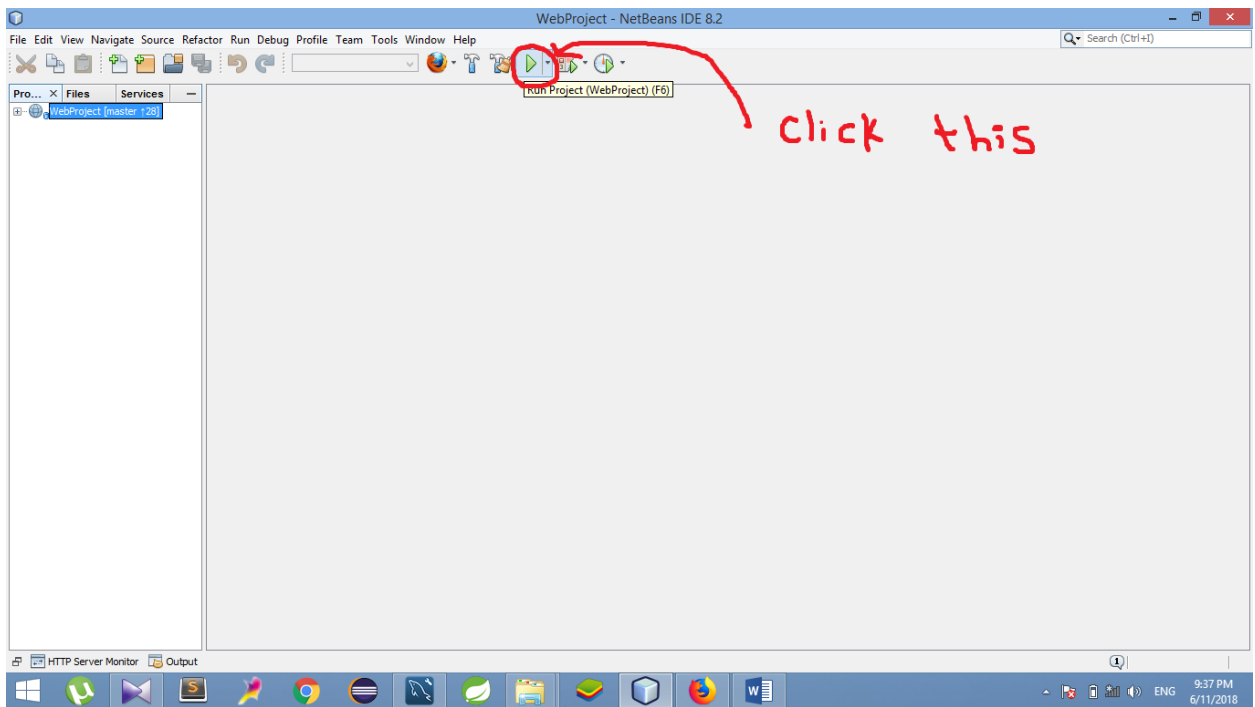 WebProject - NetBeans IDE 8.2
File Edit View Navigate Source Refactor Run Debug Profile Team Tools Window Help
Search (Ctrl+I)
Pro... Files Services
Run Project (WebProject) (F6)
WebProject [master ↑28]
click this
HTTP Server Monitor Output
1
S
W
ENG
9:37 PM
6/11/2018